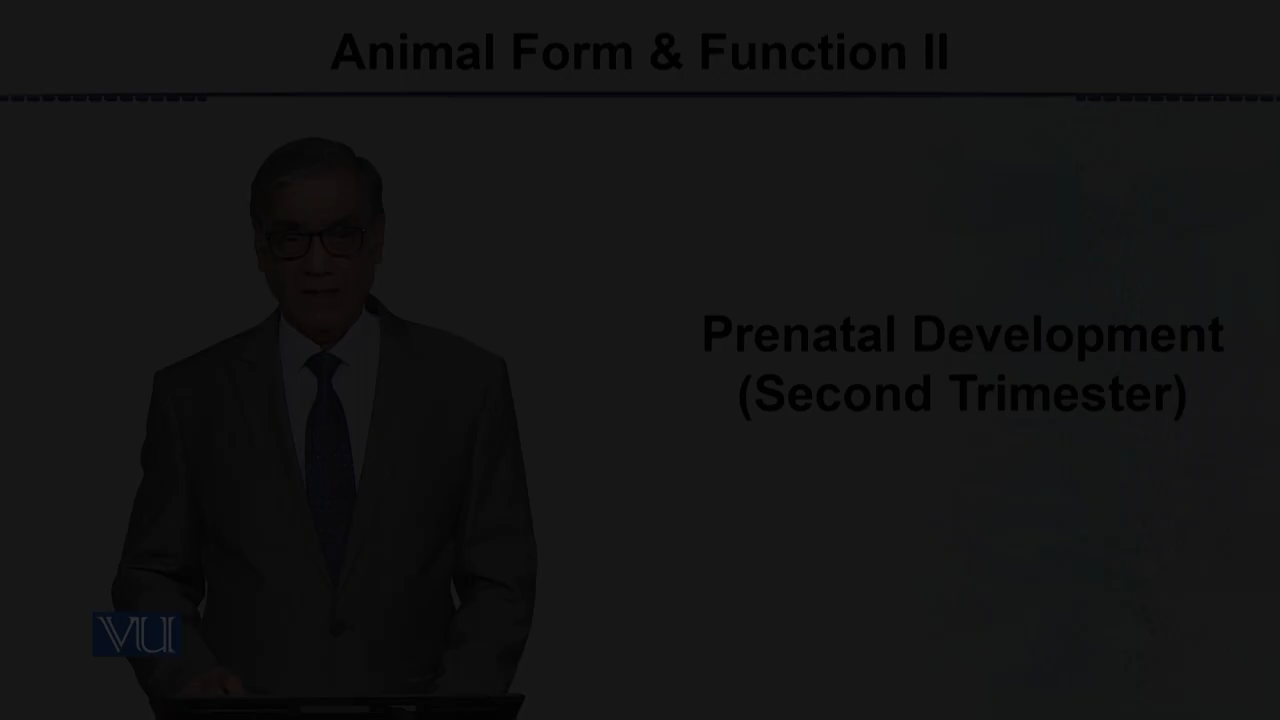 Animal Form & Function II
Prenatal Development
(Second Trimester)
VU